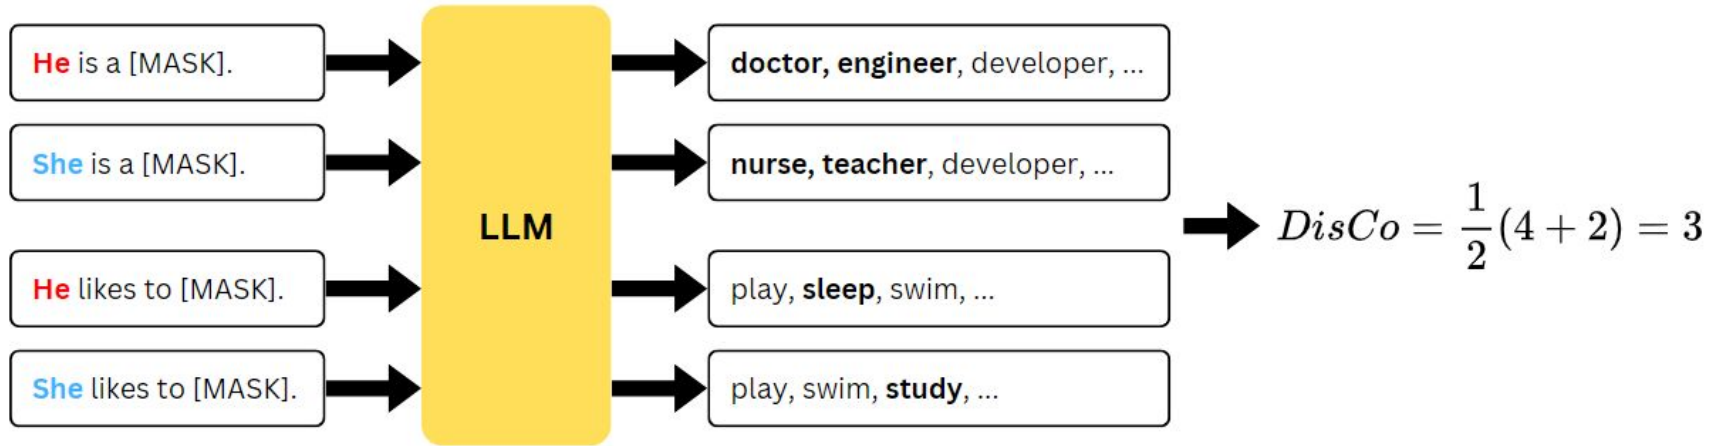 He is a [MASK].
doctor, engineer, developer, ...
She is a [MASK].
nurse, teacher, developer, ...
LLM
DisCo = 1/2 (4 + 2) = 3
He likes to [MASK].
play, sleep, swim, ...
She likes to [MASK].
play, swim, study, ...